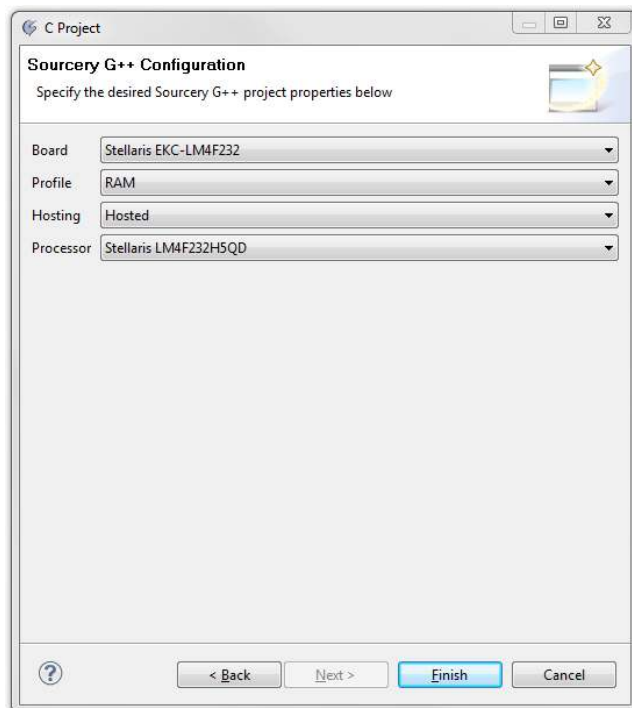 C Project
Sourcery G++ Configuration
Specify the desired Sourcery G++ project properties below
Board Stellaris EKC-LM4F232
Profile RAM
Hosting Hosted
Processor Stellaris LM4F232H5QD
? < Back Next > Finish Cancel